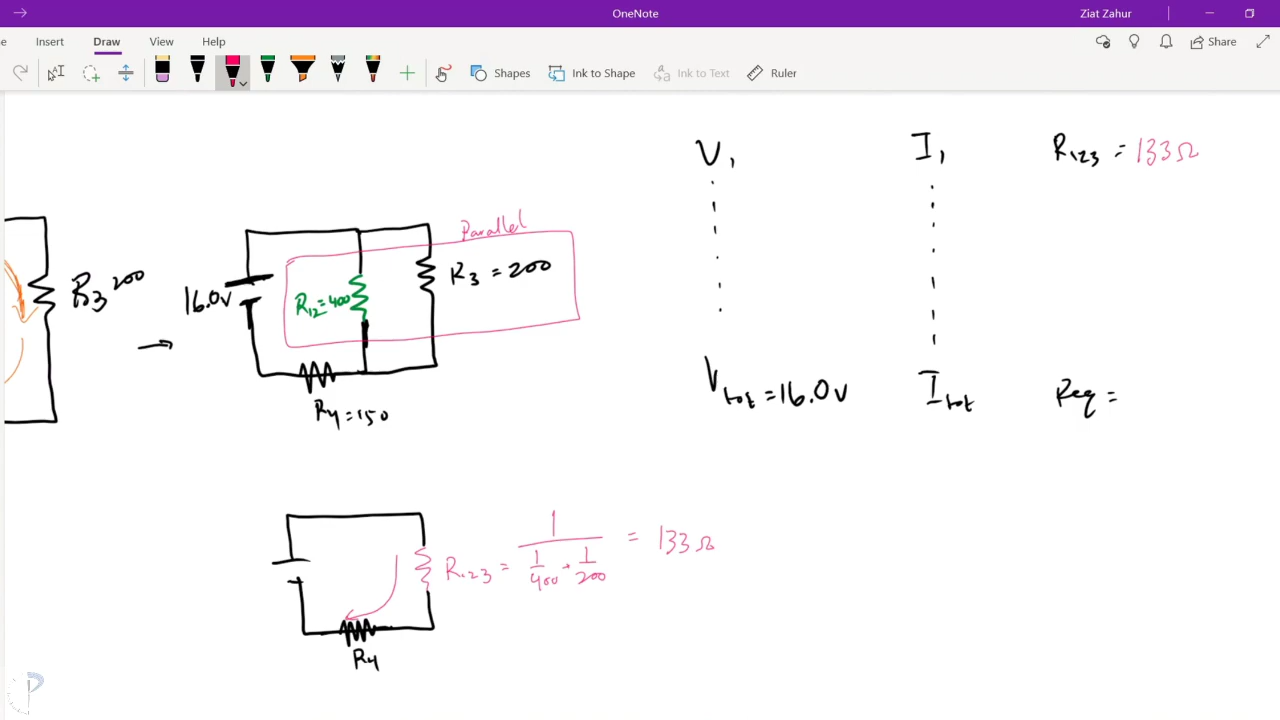 OneNote
Ziat Zahur
Insert Draw View Help
Share
Shapes Ink to Shape Ink to Text Ruler
V1 I1 R123 = 133Ω
Parallel
R3 200
16.0V
R12=400
R3 = 200
R4=150
Vtot=16.0V Itot Req =
R123 = 1 / (1/400 + 1/200) = 133Ω
R4